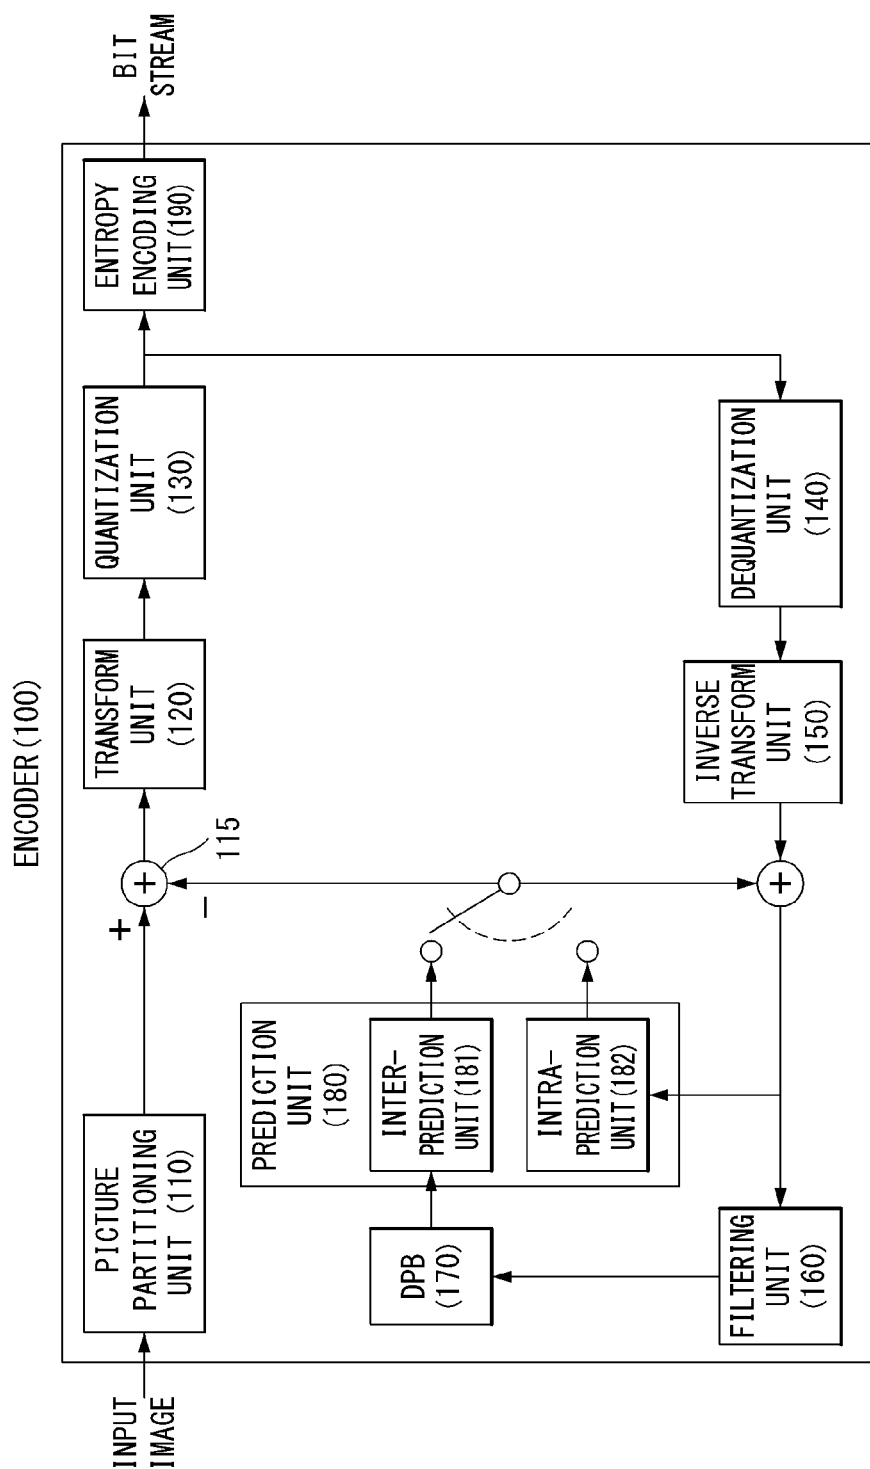 ENCODER(100)
INPUT
IMAGE
PICTURE
PARTITIONING
UNIT (110)
+
−
+
115
TRANSFORM
UNIT
(120)
QUANTIZATION
UNIT
(130)
ENTROPY
ENCODING
UNIT(190)
BIT
STREAM
PREDICTION
UNIT
(180)
INTER-
PREDICTION
UNIT(181)
INTRA-
PREDICTION
UNIT(182)
DPB
(170)
FILTERING
UNIT
(160)
+
INVERSE
TRANSFORM
UNIT
(150)
DEQUANTIZATION
UNIT
(140)